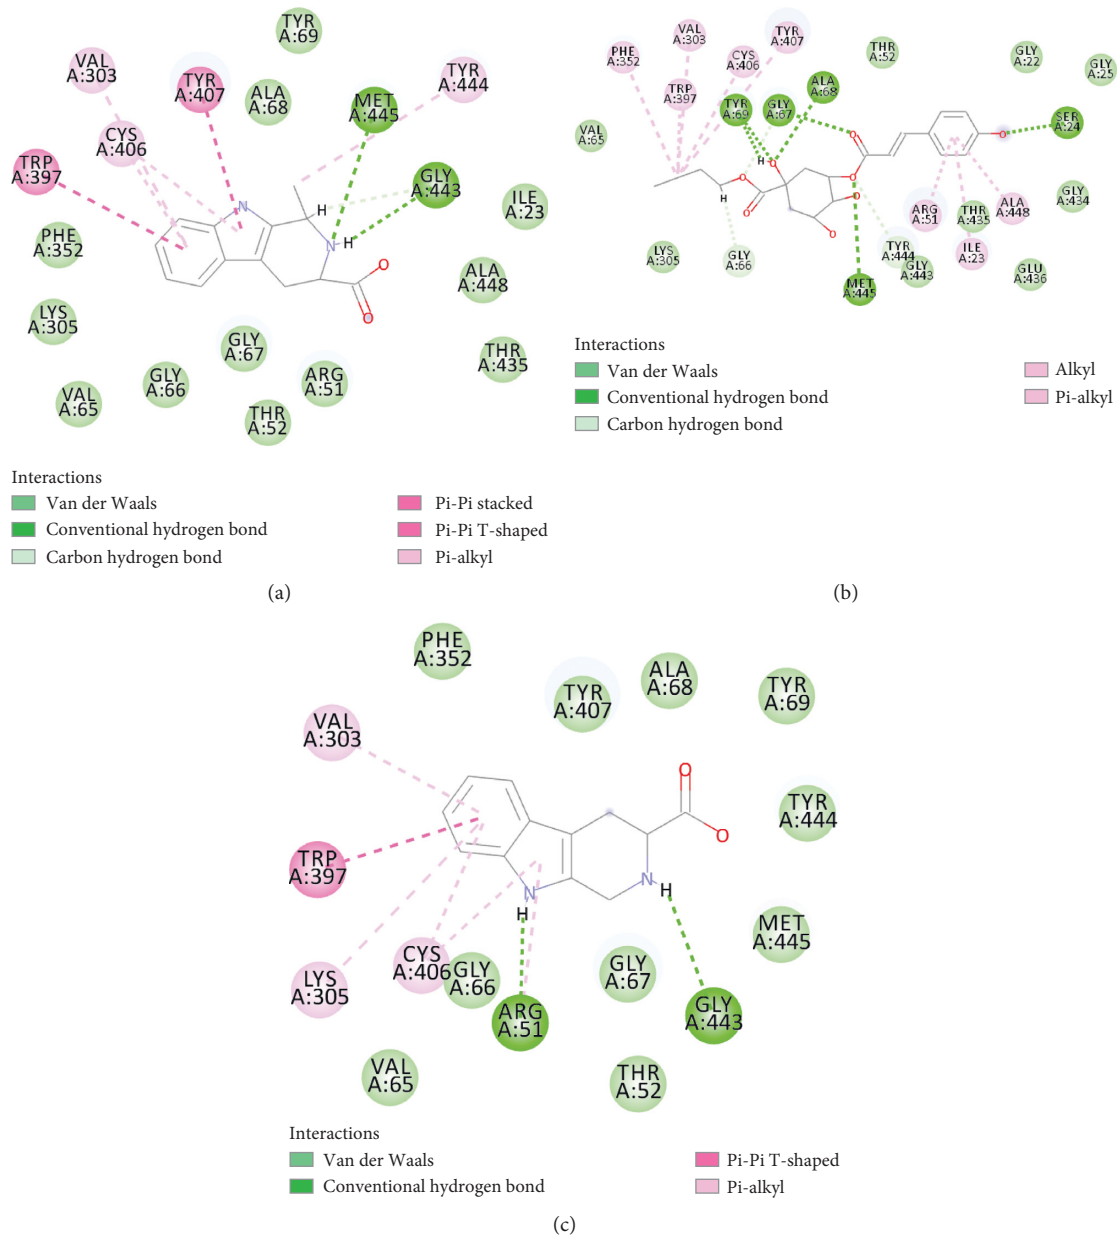 TYR
A:69
VAL
A:303
TYR
A:407
ALA
A:68
MET
A:445
TYR
A:444
CYS
A:406
TRP
A:397
GLY
A:443
ILE
A:23
N
H
N
H
O
O
PHE
A:352
ALA
A:448
LYS
A:305
GLY
A:67
THR
A:435
GLY
A:66
ARG
A:51
VAL
A:65
THR
A:52
Interactions
Van der Waals
Conventional hydrogen bond
Carbon hydrogen bond
Pi-Pi stacked
Pi-Pi T-shaped
Pi-alkyl
(a)
PHE
A:352
VAL
A:303
CYS
A:406
TYR
A:407
THR
A:52
GLY
A:22
GLY
A:25
TRP
A:397
TYR
A:69
GLY
A:67
ALA
A:68
SER
A:24
VAL
A:65
H
O
O
O
O
O
O
O
O
H
ARG
A:51
THR
A:435
ALA
A:448
GLY
A:434
LYS
A:305
GLY
A:66
TYR
A:444
GLY
A:443
ILE
A:23
GLU
A:436
MET
A:445
Interactions
Van der Waals
Conventional hydrogen bond
Carbon hydrogen bond
Alkyl
Pi-alkyl
(b)
PHE
A:352
TYR
A:407
ALA
A:68
TYR
A:69
VAL
A:303
O
O
TYR
A:444
TRP
A:397
N
H
N
H
MET
A:445
LYS
A:305
CYS
A:406
GLY
A:66
ARG
A:51
GLY
A:67
GLY
A:443
VAL
A:65
THR
A:52
Interactions
Van der Waals
Conventional hydrogen bond
Pi-Pi T-shaped
Pi-alkyl
(c)